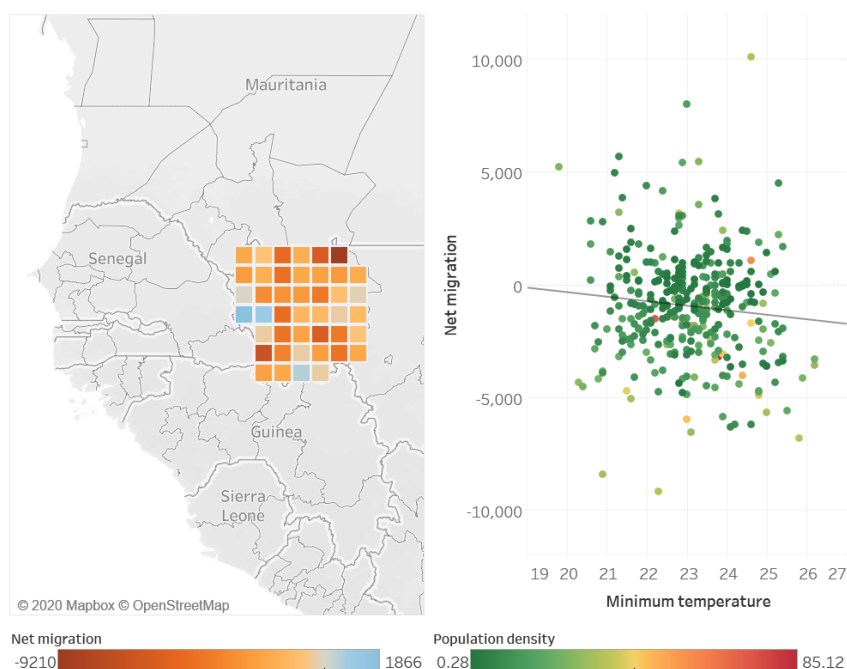 Mauritania
Senegal
Guinea
Sierra
Leone
© 2020 Mapbox © OpenStreetMap
Net migration
10,000
5,000
0
-5,000
-10,000
19 20 21 22 23 24 25 26 27
Minimum temperature
Net migration
-9210 1866
Population density
0.28 85.12